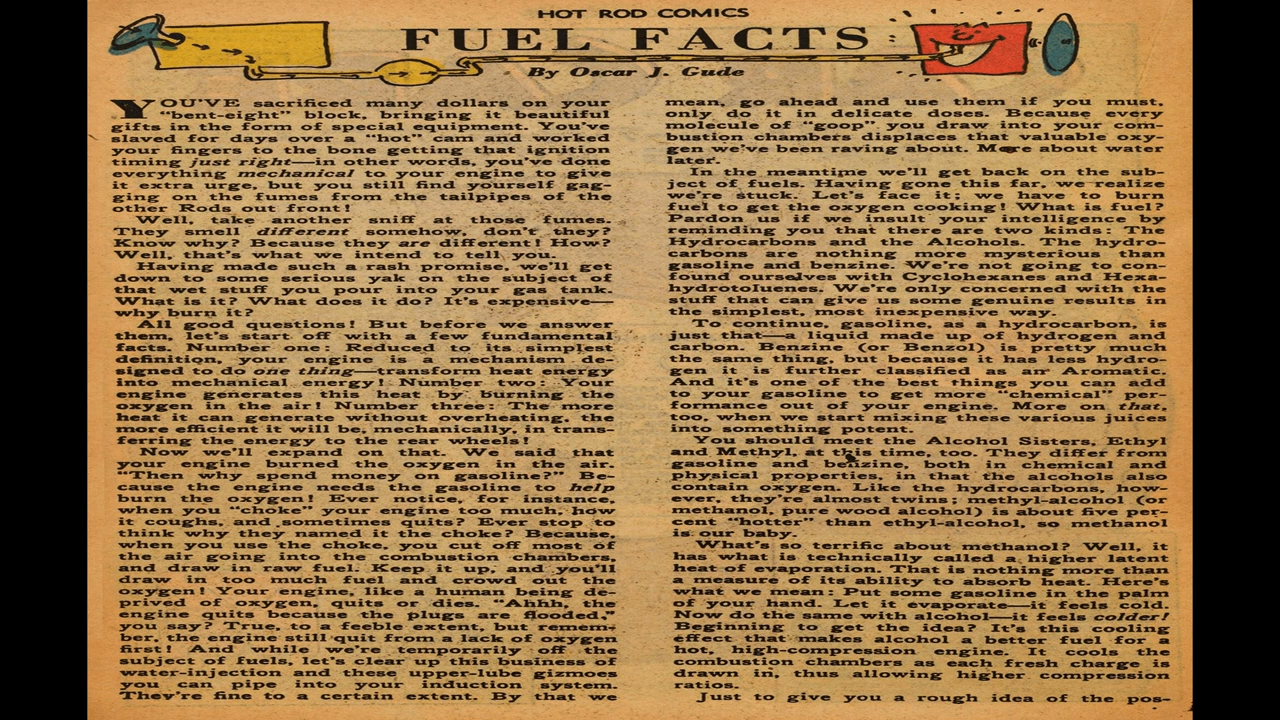 HOT ROD COMICS
FUEL FACTS
By Oscar J. Gude
YOU'VE sacrificed many dollars on your
"bent-eight" block, bringing it beautiful
gifts in the form of special equipment. You've
slaved for days over a "hot" cam and worked
your fingers to the bone getting that ignition
timing just right—in other words, you've done
everything mechanical to your engine to give
it extra urge, but you still find yourself gag-
ging on the fumes from the tailpipes of the
other Rods out front!
Well, take another sniff at those fumes.
They smell different somehow, don't they?
Know why? Because they are different! How?
Well, that's what we intend to tell you.
Having made such a rash promise, we'll get
down to some serious yak on the subject of
that wet stuff you pour into your gas tank.
What is it? What does it do? It's expensive—
why burn it?
All good questions! But before we answer
them, let's start off with a few fundamental
facts. Number one: Reduced to its simplest
definition, your engine is a mechanism de-
signed to do one thing—transform heat energy
into mechanical energy! Number two: Your
engine generates this heat by burning the
oxygen in the air! Number three: The more
heat it can generate without overheating, the
more efficient it will be, mechanically, in trans-
ferring the energy to the rear wheels!
Now we'll expand on that. We said that
your engine burned the oxygen in the air.
"Then why spend money on gasoline?" Be-
cause the engine needs the gasoline to help
burn the oxygen! Ever notice, for instance,
when you "choke" your engine too much, how
it coughs, and sometimes quits? Ever stop to
think why they named it the choke? Because,
when you use the choke, you cut off most of
the air going into the combustion chambers,
and draw in raw fuel. Keep it up, and you'll
draw in too much fuel and crowd out the
oxygen! Your engine, like a human being de-
prived of oxygen, quits or dies. "Ahhh, the
engine quits because the plugs are flooded,"
you say? True, to a feeble extent, but remem-
ber, the engine still quit from a lack of oxygen
first! And while we're temporarily off the
subject of fuels, let's clear up this business of
water-injection and these upper-lube gizmoes
you can pipe into your induction system.
They're fine to a certain extent. By that we
mean, go ahead and use them if you must,
only do it in delicate doses. Because every
molecule of "goop" you draw into your com-
bustion chambers displaces that valuable oxy-
gen we've been raving about. More about water
later.
In the meantime we'll get back on the sub-
ject of fuels. Having gone this far, we realize
we're stuck. Let's face it; we have to burn
fuel to get the oxygen cooking! What is fuel?
Pardon us if we insult your intelligence by
reminding you that there are two kinds: The
Hydrocarbons and the Alcohols. The hydro-
carbons are nothing more mysterious than
gasoline and benzine. We're not going to con-
found ourselves with Cyclohexanes and Hexa-
hydrotoluenes. We're only concerned with the
stuff that can give us some genuine results in
the simplest, most inexpensive way.
To continue, gasoline, as a hydrocarbon, is
just that—a liquid made up of hydrogen and
carbon. Benzine (or Benzol) is pretty much
the same thing, but because it has less hydro-
gen it is further classified as an Aromatic.
And it's one of the best things you can add
to your gasoline to get more "chemical" per-
formance out of your engine. More on that,
too, when we start mixing these various juices
into something potent.
You should meet the Alcohol Sisters, Ethyl
and Methyl, at this time, too. They differ from
gasoline and benzine, both in chemical and
physical properties, in that the alcohols also
contain oxygen. Like the hydrocarbons, how-
ever, they're almost twins; methyl-alcohol (or
methanol, pure wood alcohol) is about five per-
cent "hotter" than ethyl-alcohol, so methanol
is our baby.
What's so terrific about methanol? Well, it
has what is technically called a higher latent
heat of evaporation. That is nothing more than
a measure of its ability to absorb heat. Here's
what we mean: Put some gasoline in the palm
of your hand. Let it evaporate—it feels cold.
Now do the same with alcohol—it feels colder!
Beginning to get the idea? It's this cooling
effect that makes alcohol a better fuel for a
hot, high-compression engine. It cools the
combustion chambers as each fresh charge is
drawn in, thus allowing higher compression
ratios.
Just to give you a rough idea of the pos-